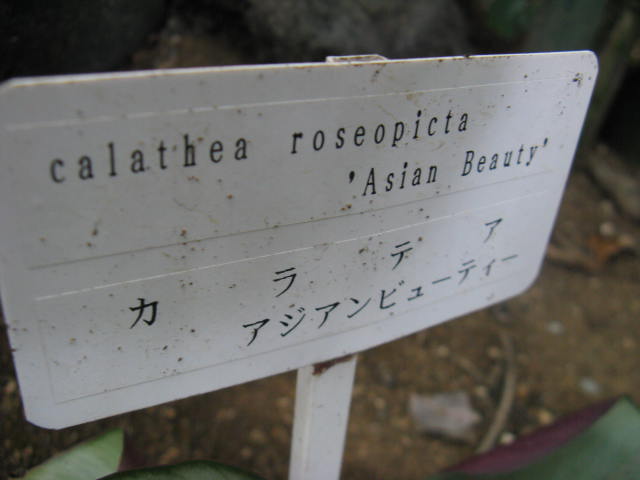 calathea roseopicta
'Asian Beauty'
カラテア
アジアンビューティー